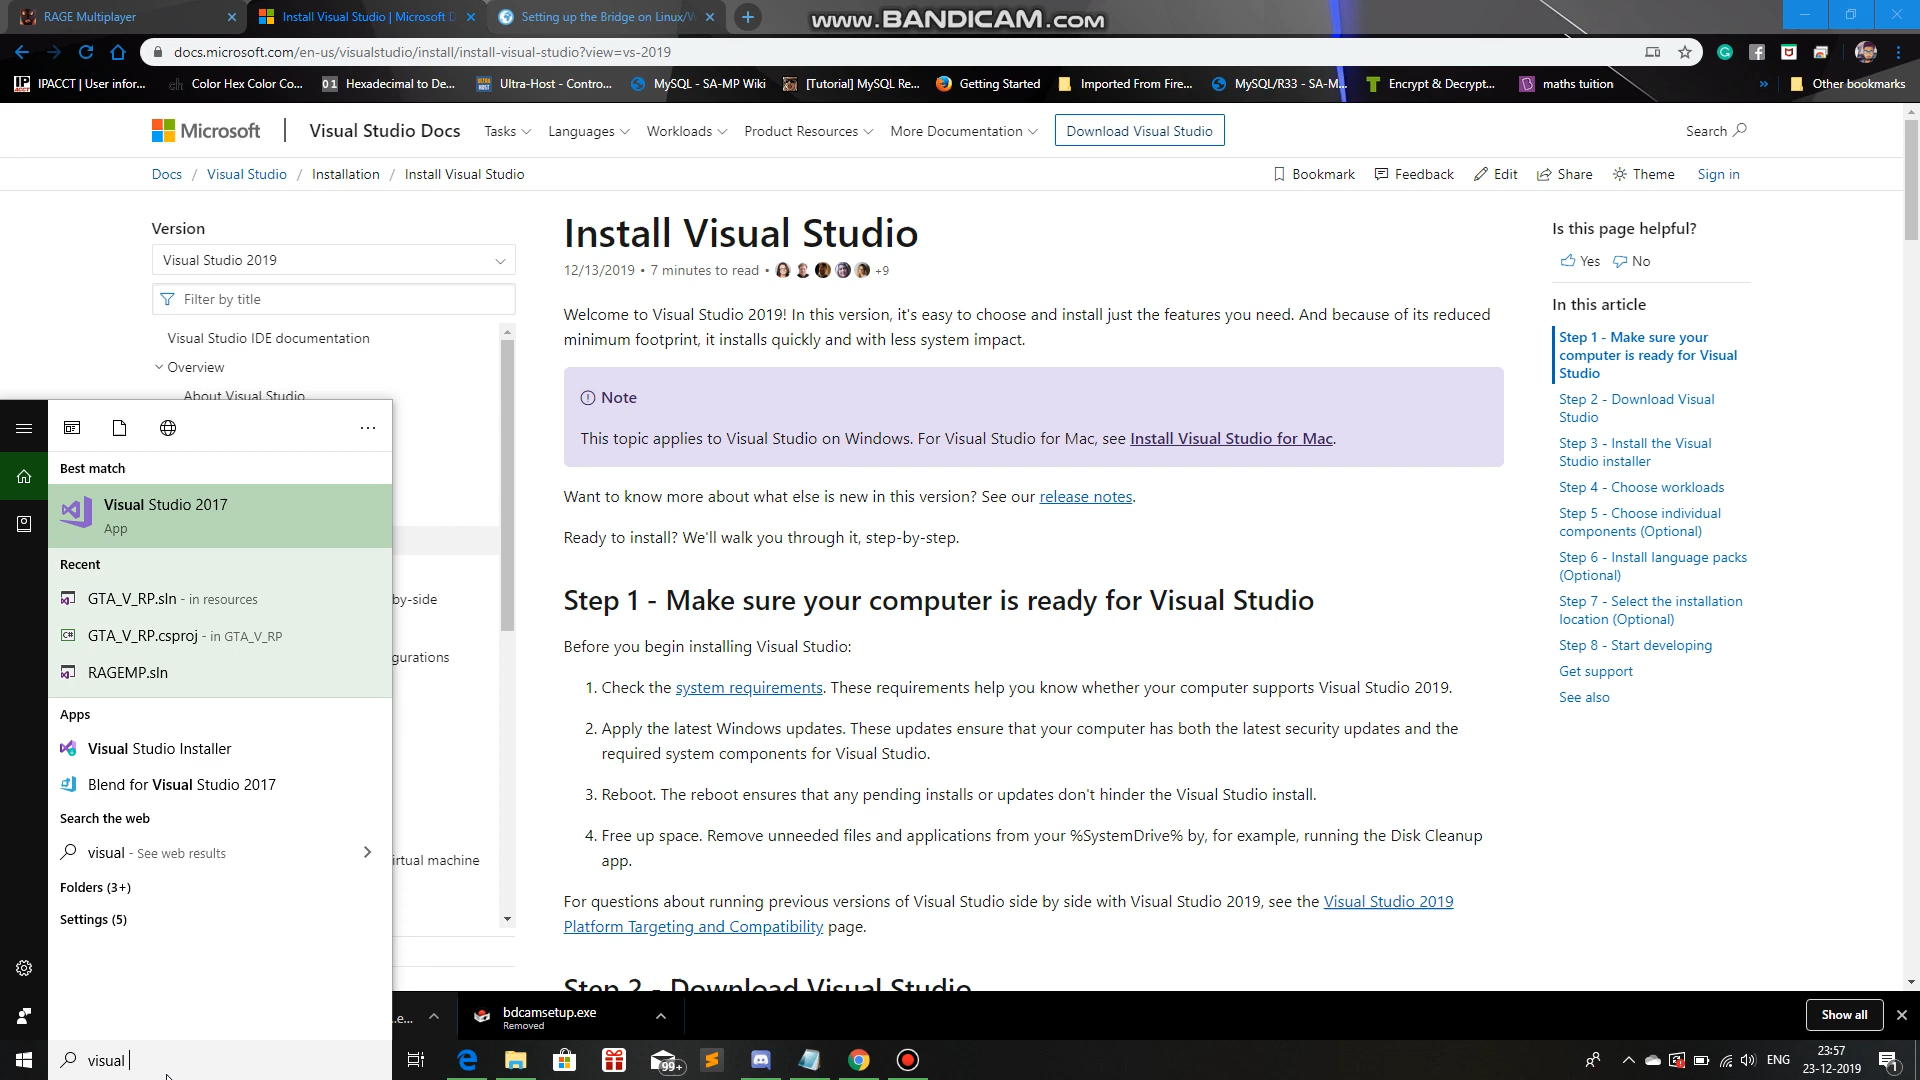 RAGE Multiplayer
Install Visual Studio | Microsoft D
Setting up the Bridge on Linux/W
www.BANDICAM.com
docs.microsoft.com/en-us/visualstudio/install/install-visual-studio?view=vs-2019
IPACCT | User infor...
Color Hex Color Co...
Hexadecimal to De...
Ultra-Host - Contro...
MySQL - SA-MP Wiki
[Tutorial] MySQL Re...
Getting Started
Imported From Fire...
MySQL/R33 - SA-M...
Encrypt & Decrypt...
maths tuition
»
Other bookmarks
Microsoft
Visual Studio Docs
Tasks
Languages
Workloads
Product Resources
More Documentation
Download Visual Studio
Search
Docs / Visual Studio / Installation / Install Visual Studio
Bookmark
Feedback
Edit
Share
Theme
Sign in
Version
Visual Studio 2019
Filter by title
Visual Studio IDE documentation
Overview
About Visual Studio
by-side
gurations
irtual machine
Install Visual Studio
12/13/2019 • 7 minutes to read • +9
Welcome to Visual Studio 2019! In this version, it's easy to choose and install just the features you need. And because of its reduced
minimum footprint, it installs quickly and with less system impact.
Note
This topic applies to Visual Studio on Windows. For Visual Studio for Mac, see Install Visual Studio for Mac.
Want to know more about what else is new in this version? See our release notes.
Ready to install? We'll walk you through it, step-by-step.
Step 1 - Make sure your computer is ready for Visual Studio
Before you begin installing Visual Studio:
1. Check the system requirements. These requirements help you know whether your computer supports Visual Studio 2019.
2. Apply the latest Windows updates. These updates ensure that your computer has both the latest security updates and the
required system components for Visual Studio.
3. Reboot. The reboot ensures that any pending installs or updates don't hinder the Visual Studio install.
4. Free up space. Remove unneeded files and applications from your %SystemDrive% by, for example, running the Disk Cleanup
app.
For questions about running previous versions of Visual Studio side by side with Visual Studio 2019, see the Visual Studio 2019
Platform Targeting and Compatibility page.
Step 2 - Download Visual Studio
Is this page helpful?
Yes
No
In this article
Step 1 - Make sure your
computer is ready for Visual
Studio
Step 2 - Download Visual
Studio
Step 3 - Install the Visual
Studio installer
Step 4 - Choose workloads
Step 5 - Choose individual
components (Optional)
Step 6 - Install language packs
(Optional)
Step 7 - Select the installation
location (Optional)
Step 8 - Start developing
Get support
See also
...
Best match
Visual Studio 2017
App
Recent
GTA_V_RP.sln - in resources
GTA_V_RP.csproj - in GTA_V_RP
RAGEMP.sln
Apps
Visual Studio Installer
Blend for Visual Studio 2017
Search the web
visual - See web results
Folders (3+)
Settings (5)
.e...
bdcamsetup.exe
Removed
Show all
visual
99+
ENG
23:57
23-12-2019
1